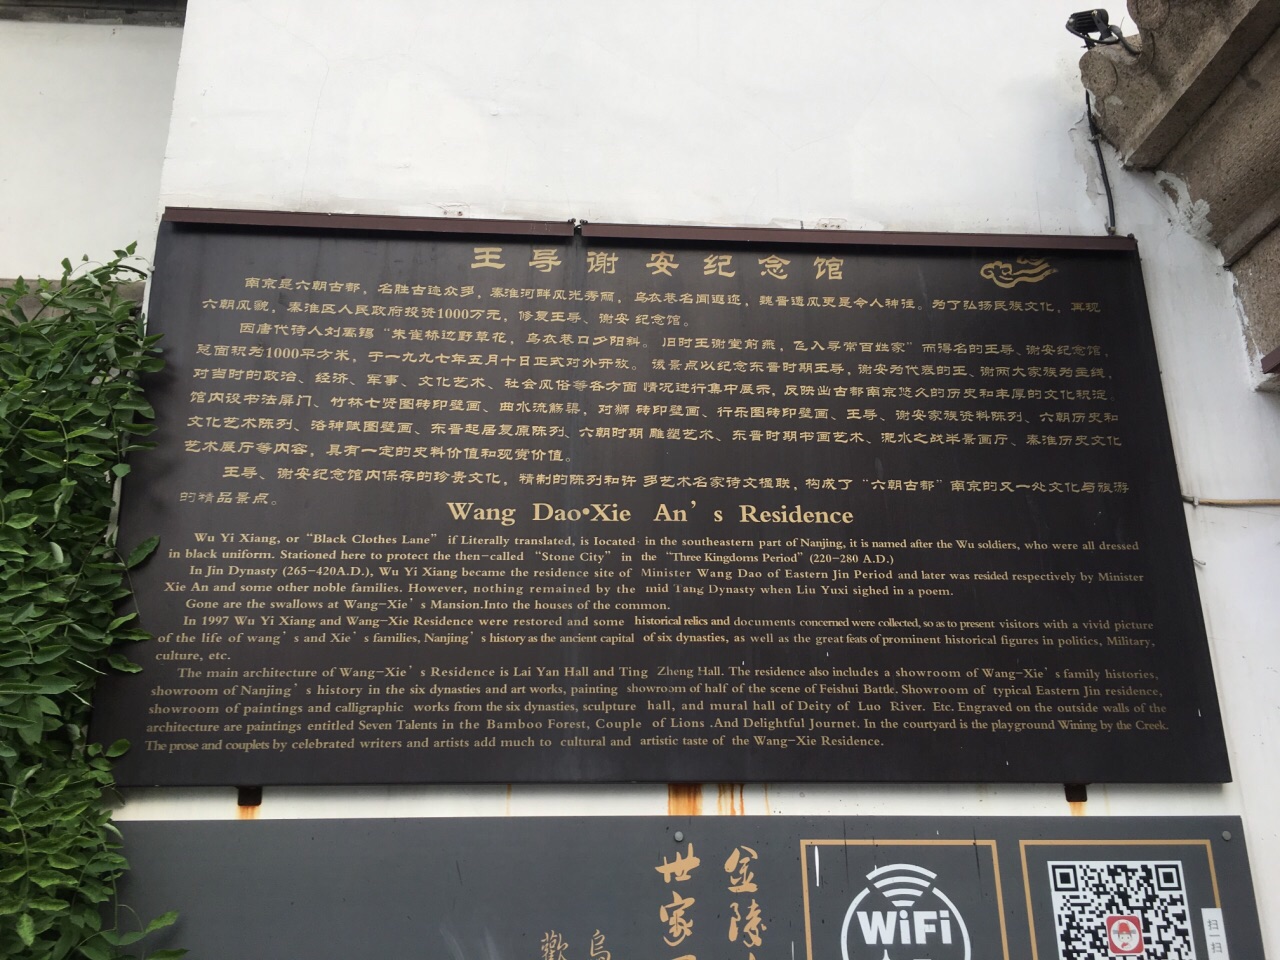 王导谢安纪念馆
南京是六朝古都，名胜古迹众多，秦淮河畔风光秀丽，乌衣巷名闻遐迩，魏晋遗风更是令人神往。为了弘扬民族文化，再现
六朝风貌，秦淮区人民政府投资1000万元，修复王导、谢安 纪念馆。
因唐代诗人刘禹锡“朱雀桥边野草花，乌衣巷口夕阳斜。旧时王谢堂前燕，飞入寻常百姓家”而得名的王导、谢安纪念馆，
总面积为1000平方米，于一九九七年五月十日正式对外开放。该景点以纪念东晋时期王导，谢安为代表的王、谢两大家族为主线，
对当时的政治、经济、军事、文化艺术、社会风俗等各方面 情况进行集中展示，反映出古都南京悠久的历史和丰厚的文化积淀。
馆内设书法屏门、竹林七贤图砖印壁画、曲水流觞渠，对狮 砖印壁画、行乐图砖印壁画、王导、谢安家族资料陈列、六朝历史和
文化艺术陈列、洛神赋图壁画、东晋起居复原陈列、六朝时期 雕塑艺术、东晋时期书画艺术、淝水之战半景画厅、秦淮历史文化
艺术展厅等内容，具有一定的史料价值和观赏价值。
王导、谢安纪念馆内保存的珍贵文化，精制的陈列和许 多艺术名家诗文楹联，构成了“六朝古都”南京的又一处文化与旅游
的精品景点。
Wang Dao•Xie An's Residence
Wu Yi Xiang, or “Black Clothes Lane” if Literally translated, is Iocated in the southeastern part of Nanjing, it is named after the Wu soldiers, who were all dressed
in black uniform. Stationed here to protect the then-called “Stone City” in the “Three Kingdoms Period” (220-280 A.D.)
In Jin Dynasty (265-420A.D.), Wu Yi Xiang became the residence site of Minister Wang Dao of Eastern Jin Period and later was resided respectively by Minister
Xie An and some other noble families. However, nothing remained by the mid Tang Dynasty when Liu Yuxi sighed in a poem.
Gone are the swallows at Wang-Xie's Mansion.Into the houses of the common.
In 1997 Wu Yi Xiang and Wang-Xie Residence were restored and some historical relics and documents concerned were collected, so as to present visitors with a vivid picture
of the life of wang's and Xie's families, Nanjing's history as the ancient capital of six dynasties, as well as the great feats of prominent historical figures in politics, Military,
culture, etc.
The main architecture of Wang-Xie's Residence is Lai Yan Hall and Ting Zheng Hall. The residence also includes a showroom of Wang-Xie's family histories,
showroom of Nanjing's history in the six dynasties and art works, painting showroom of half of the scene of Feishui Battle. Showroom of typical Eastern Jin residence,
showroom of paintings and calligraphic works from the six dynasties, sculpture hall, and mural hall of Deity of Luo River. Etc. Engraved on the outside walls of the
architecture are paintings entitled Seven Talents in the Bamboo Forest, Couple of Lions .And Delightful Journet. In the courtyard is the playground Wining by the Creek.
The prose and couplets by celebrated writers and artists add much to cultural and artistic taste of the Wang-Xie Residence.
金陵
世家
乌
歡
WiFi
扫一扫